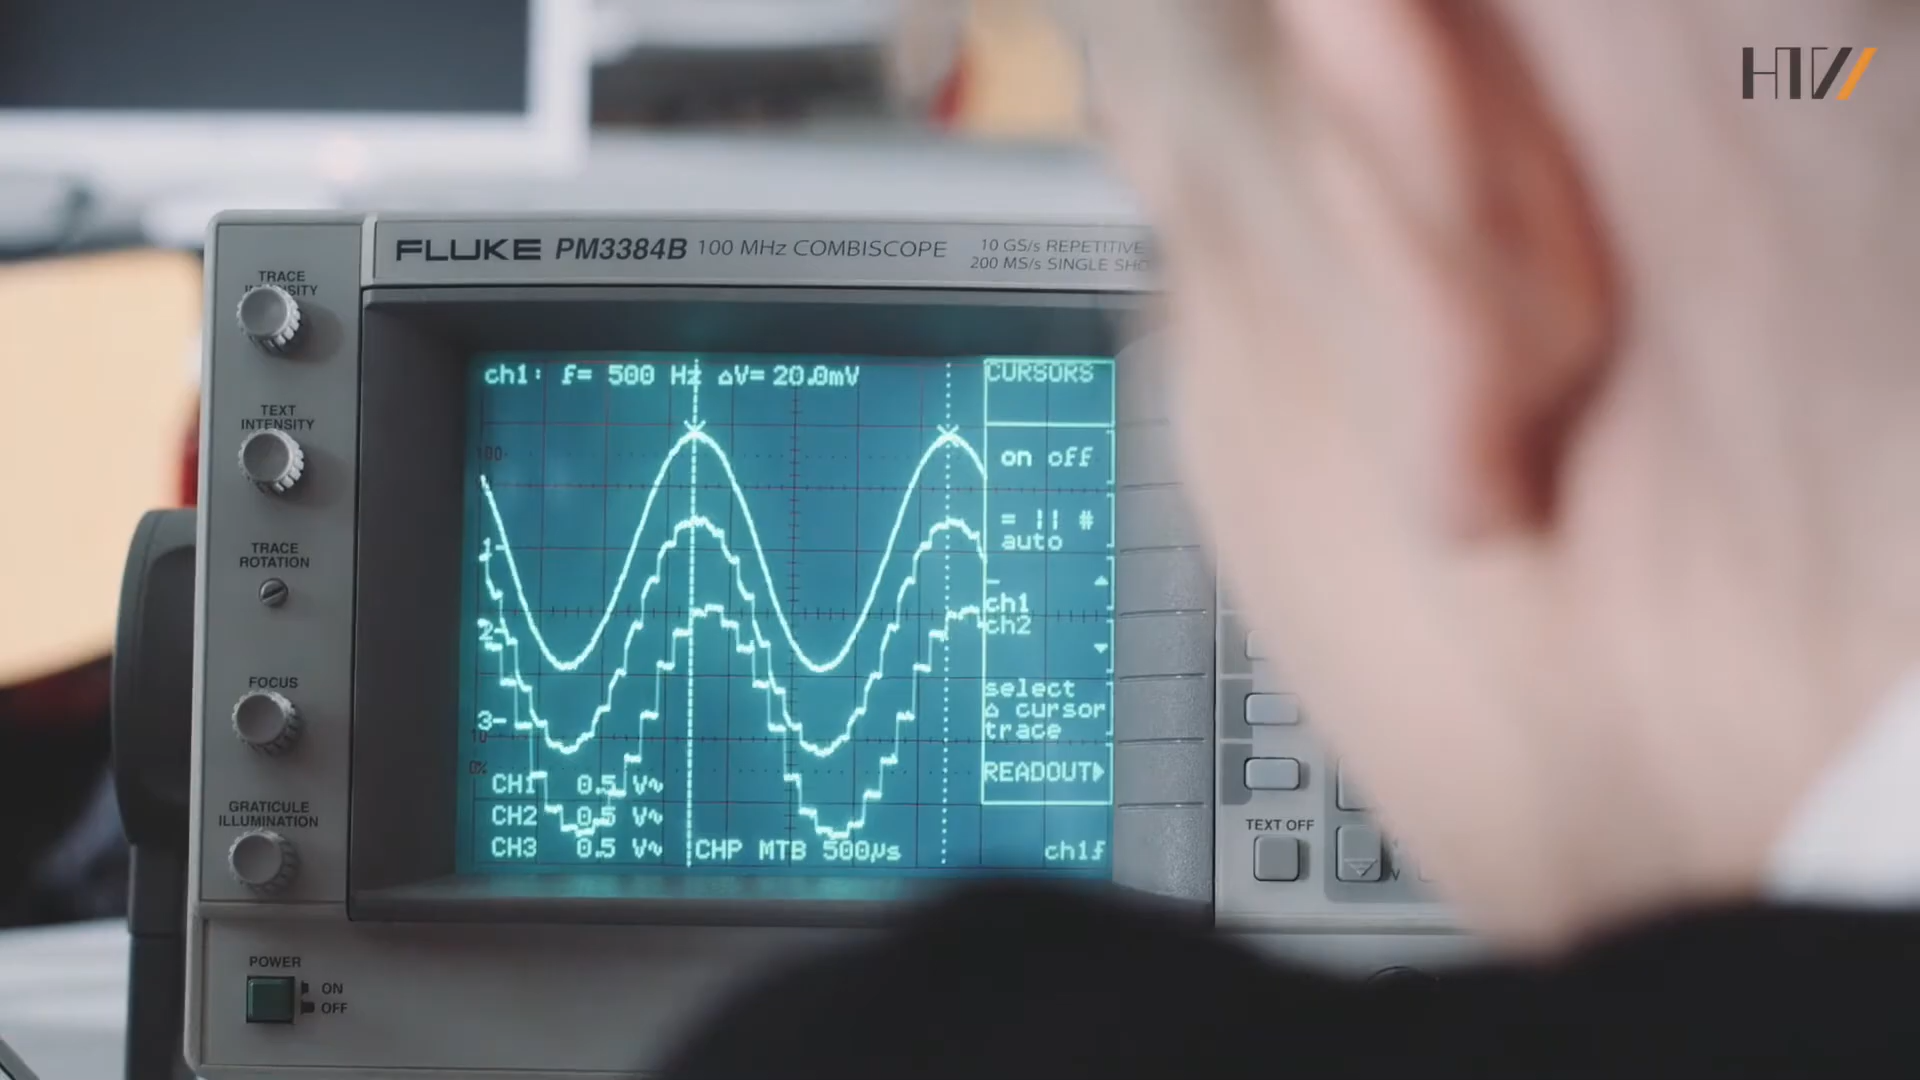 HTW
FLUKE PM3384B 100 MHz COMBISCOPE
10 GS/s REPETITIVE
200 MS/s SINGLE SHO
TRACE
INTENSITY
TEXT
INTENSITY
TRACE
ROTATION
FOCUS
GRATICULE
ILLUMINATION
POWER
ON
OFF
ch1: f= 500 Hz ΔV= 20.0mV
100
1-
2-
3-
10
0%
CH1 0.5 V~
CH2 0.5 V~
CH3 0.5 V~ CHP MTB 500µs ch1
CURSORS
on off
= || #
auto
ch1
ch2
select
Δ cursor
trace
READOUT
TEXT OFF